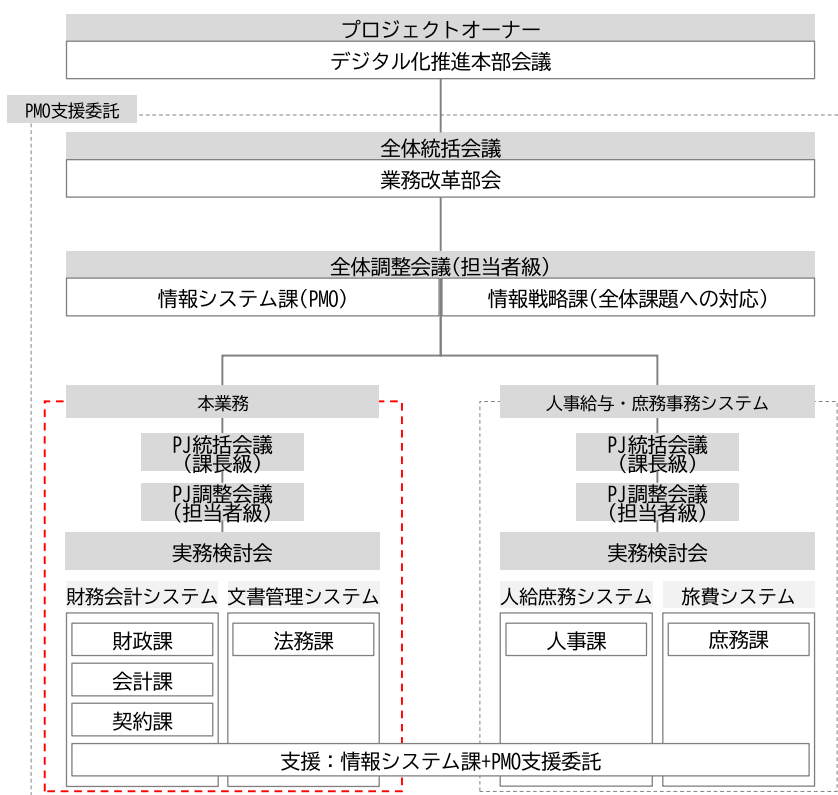 プロジェクトオーナー
デジタル化推進本部会議
PMO支援委託
全体統括会議
業務改革部会
全体調整会議(担当者級)
情報システム課(PMO)
情報戦略課(全体課題への対応)
本業務
人事給与・庶務事務システム
PJ統括会議
(課長級)
PJ統括会議
(課長級)
PJ調整会議
(担当者級)
PJ調整会議
(担当者級)
実務検討会
実務検討会
財務会計システム
文書管理システム
人給庶務システム
旅費システム
財政課
法務課
人事課
庶務課
会計課
契約課
支援：情報システム課+PMO支援委託